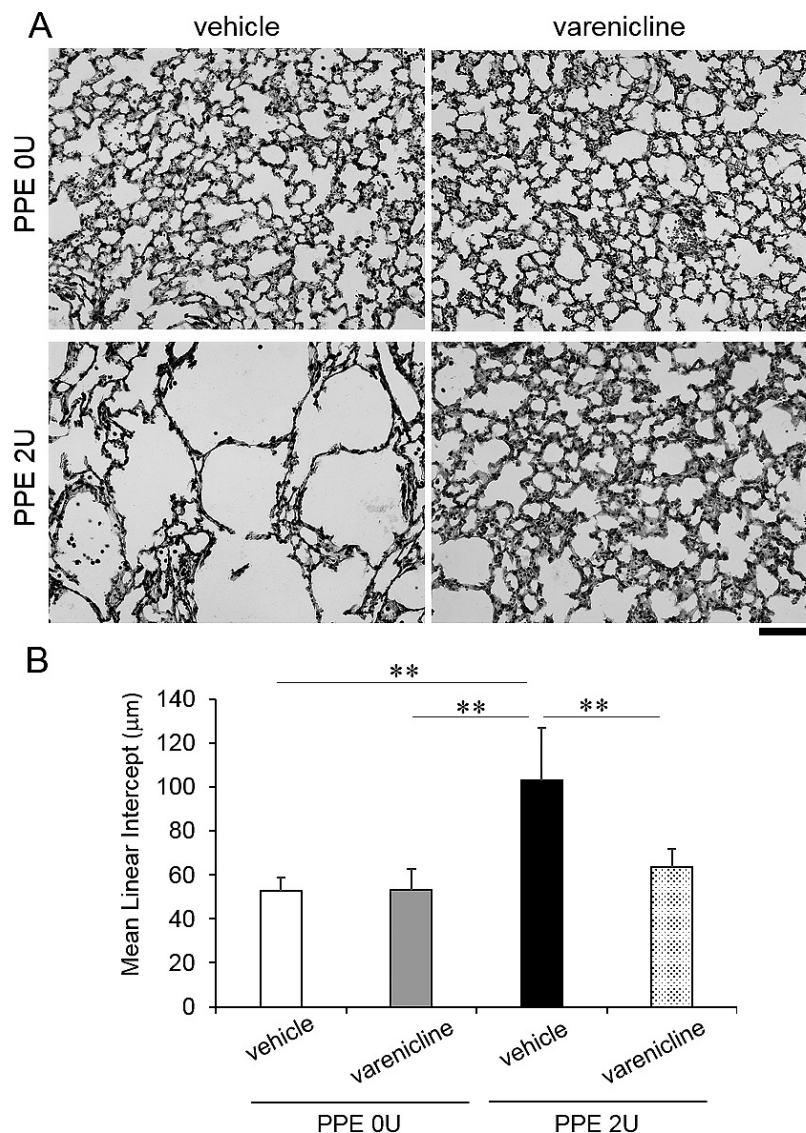 A
vehicle
varenicline
PPE 0U
PPE 2U
B
**
** **
Mean Linear Intercept (μm)
140
120
100
80
60
40
20
0
vehicle
varenicline
vehicle
varenicline
PPE 0U
PPE 2U